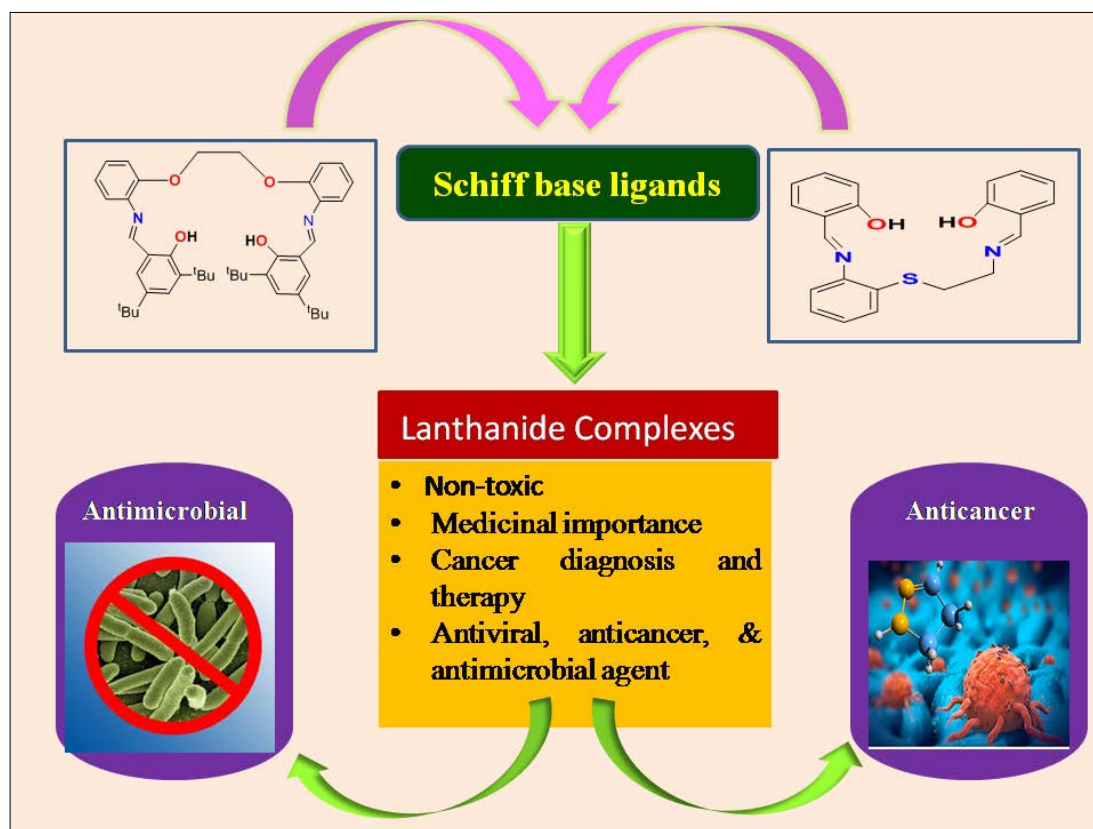 Schiff base ligands
O
O
N
N
OH
HO
tBu
tBu
tBu
tBu
OH
HO
N
N
S
Lanthanide Complexes
• Non-toxic
• Medicinal importance
• Cancer diagnosis and
therapy
• Antiviral, anticancer, &
antimicrobial agent
Antimicrobial
Anticancer